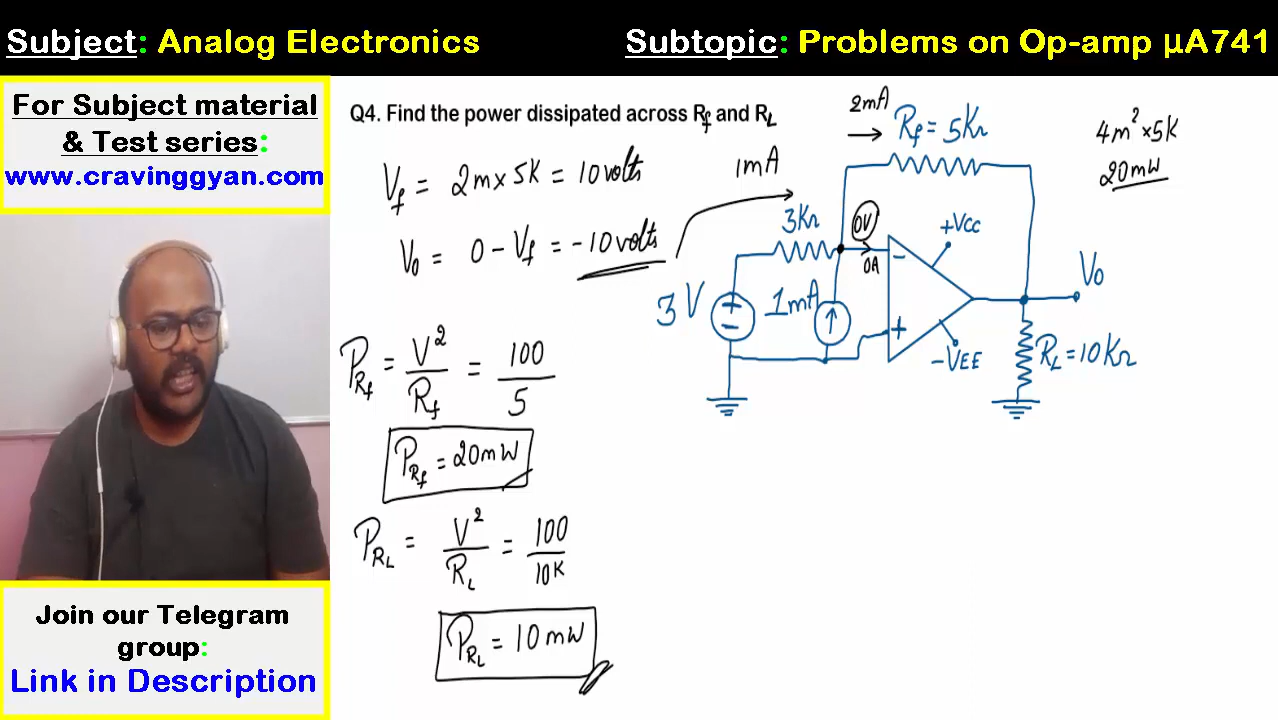 Subject: Analog Electronics
Subtopic: Problems on Op-amp μA741
For Subject material
& Test series:
www.cravinggyan.com
Join our Telegram
group:
Link in Description
Q4. Find the power dissipated across Rf and RL
Vf = 2m×5K = 10 volts
V0 = 0 - Vf = -10 volts
PRf = V²/Rf = 100/5
PRf = 20mW
PRL = V²/RL = 100/10K
PRL = 10mW
2mA
Rf = 5KΩ
4m²×5K
20mW
1mA
3KΩ
0V
0A
+VCC
-
+
-VEE
V0
3V
+
-
1mA
RL = 10KΩ